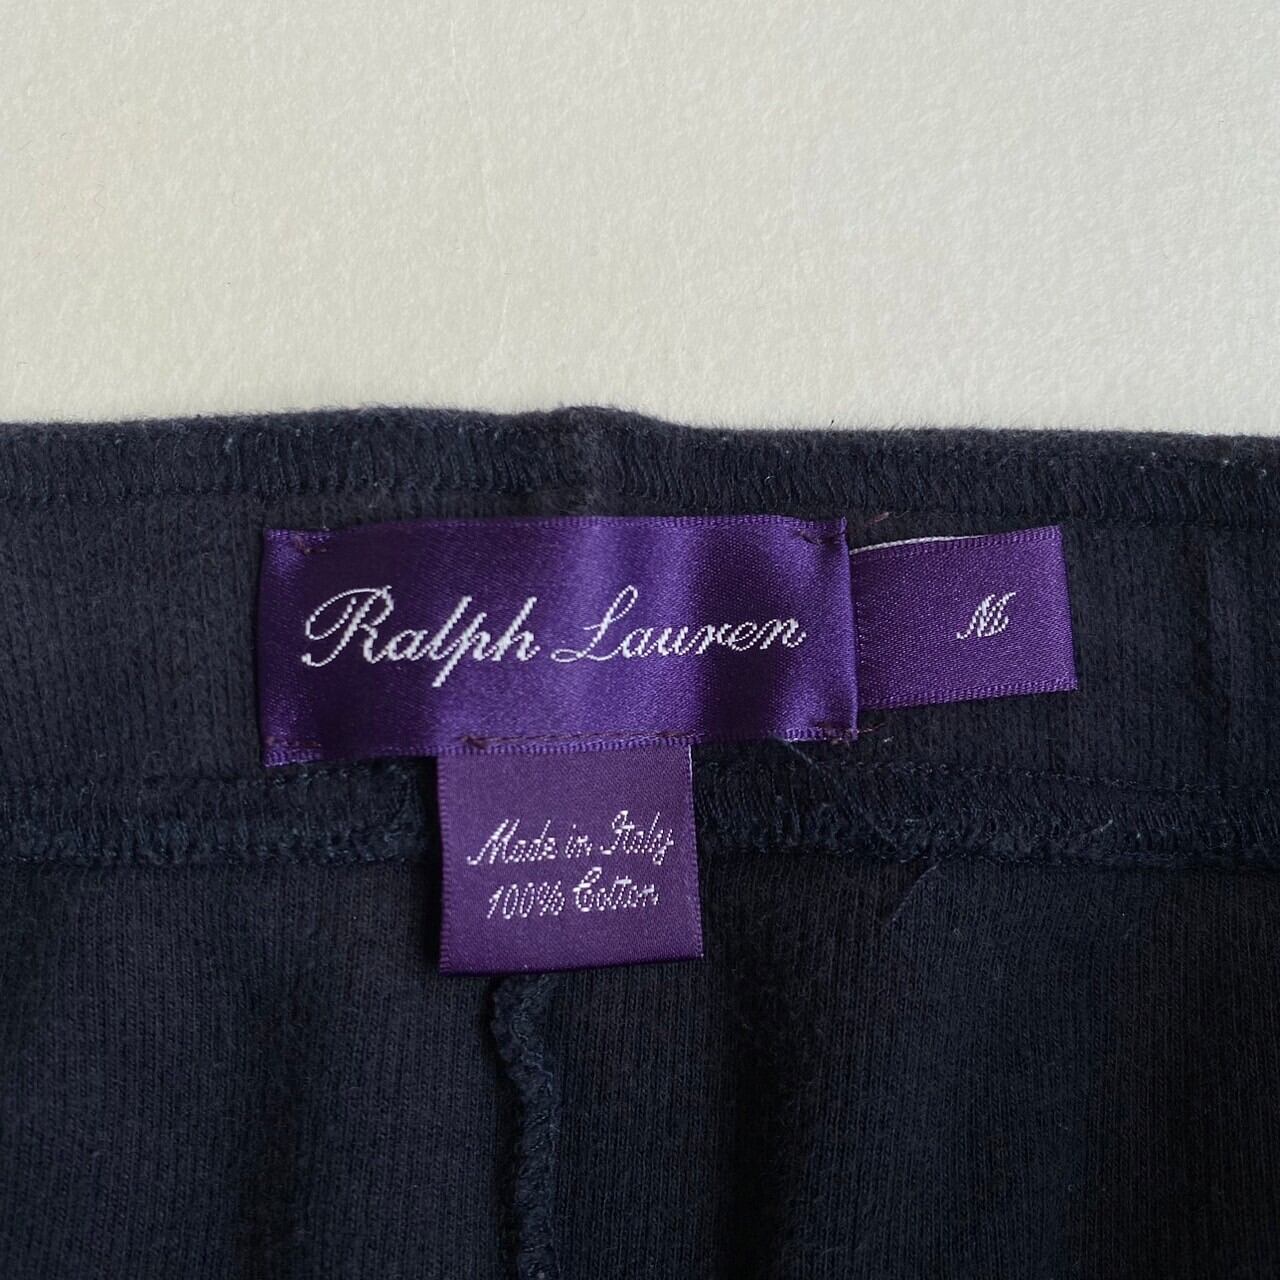 Ralph Lauren
M
Made in Italy
100% Cotton